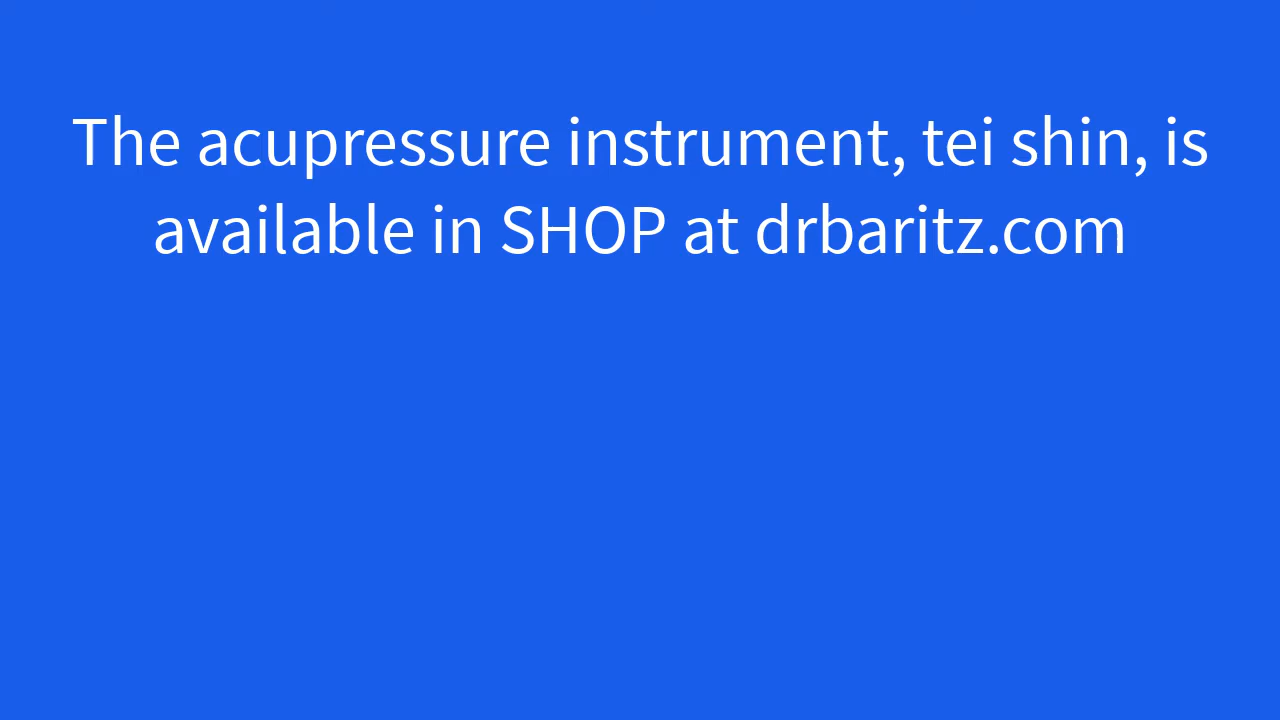 The acupressure instrument, tei shin, is
available in SHOP at drbaritz.com